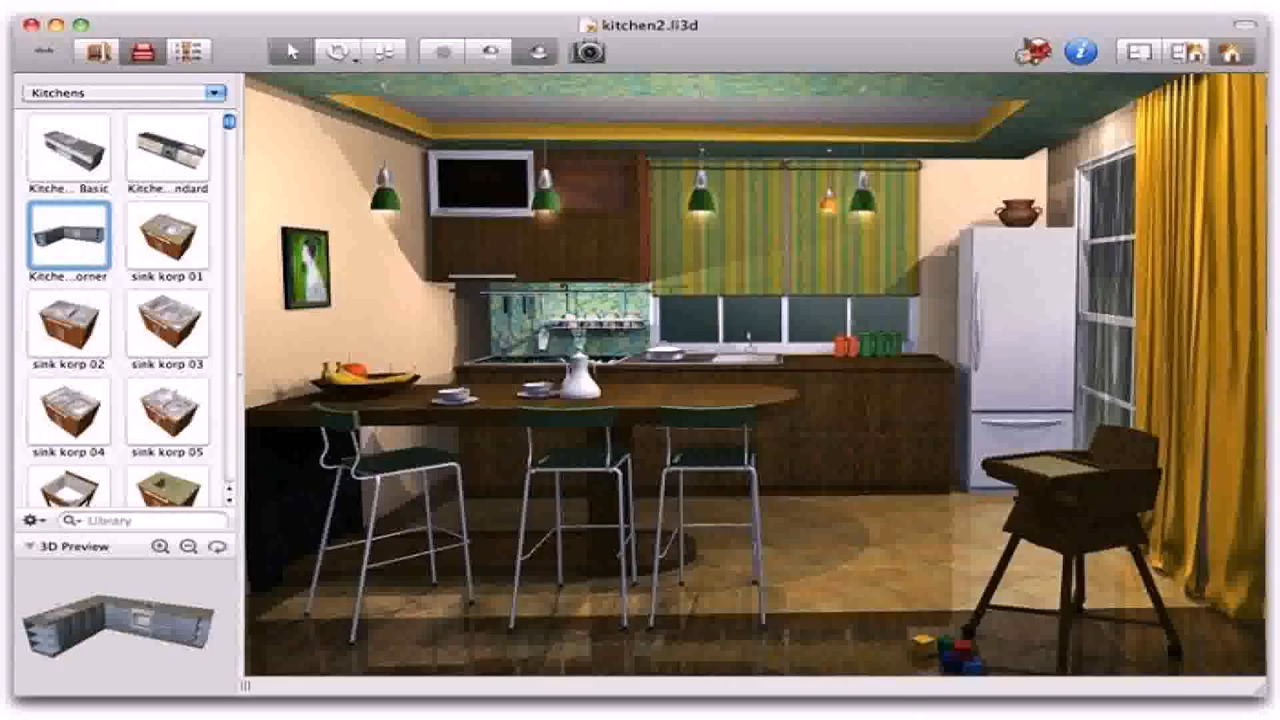 kitchen2.li3d
Kitchens
Kitche... Basic
Kitche...ndard
Kitche...orner
sink korp 01
sink korp 02
sink korp 03
sink korp 04
sink korp 05
Library
3D Preview